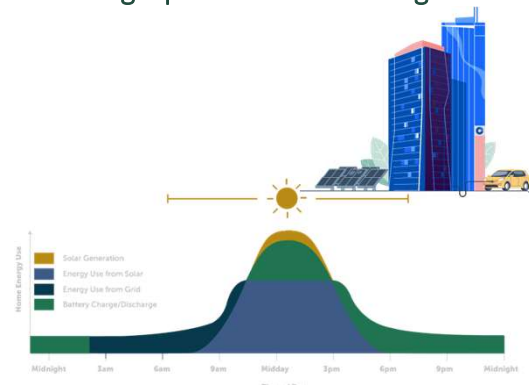 Home Energy Use
Solar Generation
Energy Use from Solar
Energy Use from Grid
Battery Charge/Discharge
Midnight 3am 6am 9am Midday 3pm 6pm 9pm Midnight